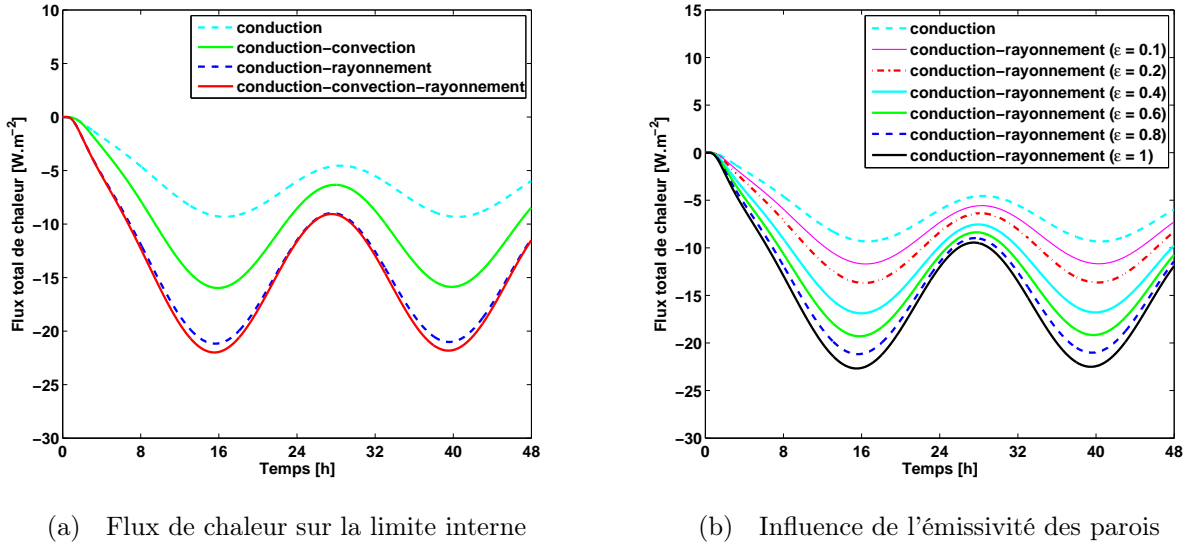 10
5
0
−5
−10
−15
−20
−25
−30
0 8 16 24 32 40 48
Temps [h]
Flux total de chaleur [W.m−2]
conduction
conduction−convection
conduction−rayonnement
conduction−convection−rayonnement
(a) Flux de chaleur sur la limite interne
15
10
5
0
−5
−10
−15
−20
−25
−30
0 8 16 24 32 40 48
Temps [h]
Flux total de chaleur [W.m−2]
conduction
conduction−rayonnement (ε = 0.1)
conduction−rayonnement (ε = 0.2)
conduction−rayonnement (ε = 0.4)
conduction−rayonnement (ε = 0.6)
conduction−rayonnement (ε = 0.8)
conduction−rayonnement (ε = 1)
(b) Influence de l'émissivité des parois